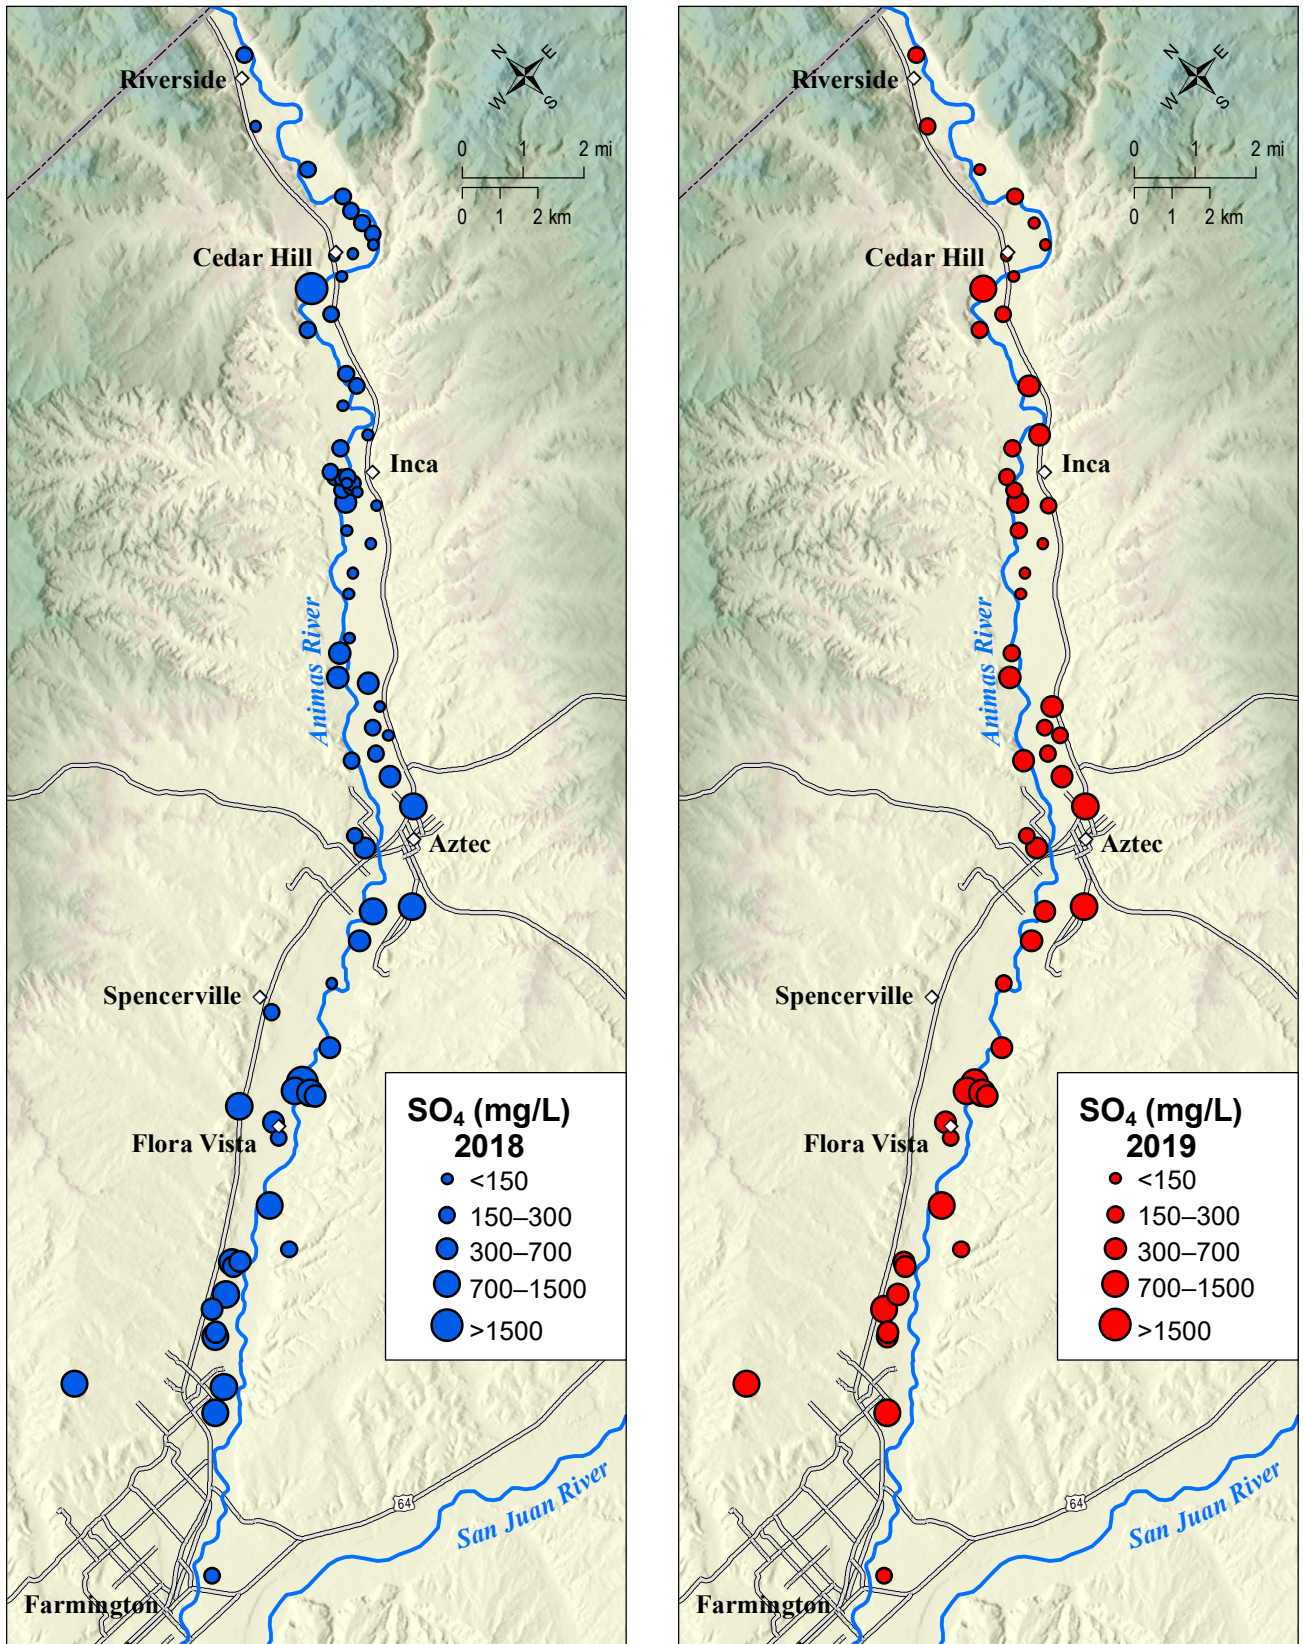 N
E
W
S
Riverside
0 1 2 mi
0 1 2 km
Cedar Hill
Inca
Animas River
Aztec
Spencerville
SO₄ (mg/L)
2018
<150
150–300
300–700
700–1500
>1500
Flora Vista
64
San Juan River
Farmington
N
E
W
S
Riverside
0 1 2 mi
0 1 2 km
Cedar Hill
Inca
Animas River
Aztec
Spencerville
SO₄ (mg/L)
2019
<150
150–300
300–700
700–1500
>1500
Flora Vista
64
San Juan River
Farmington